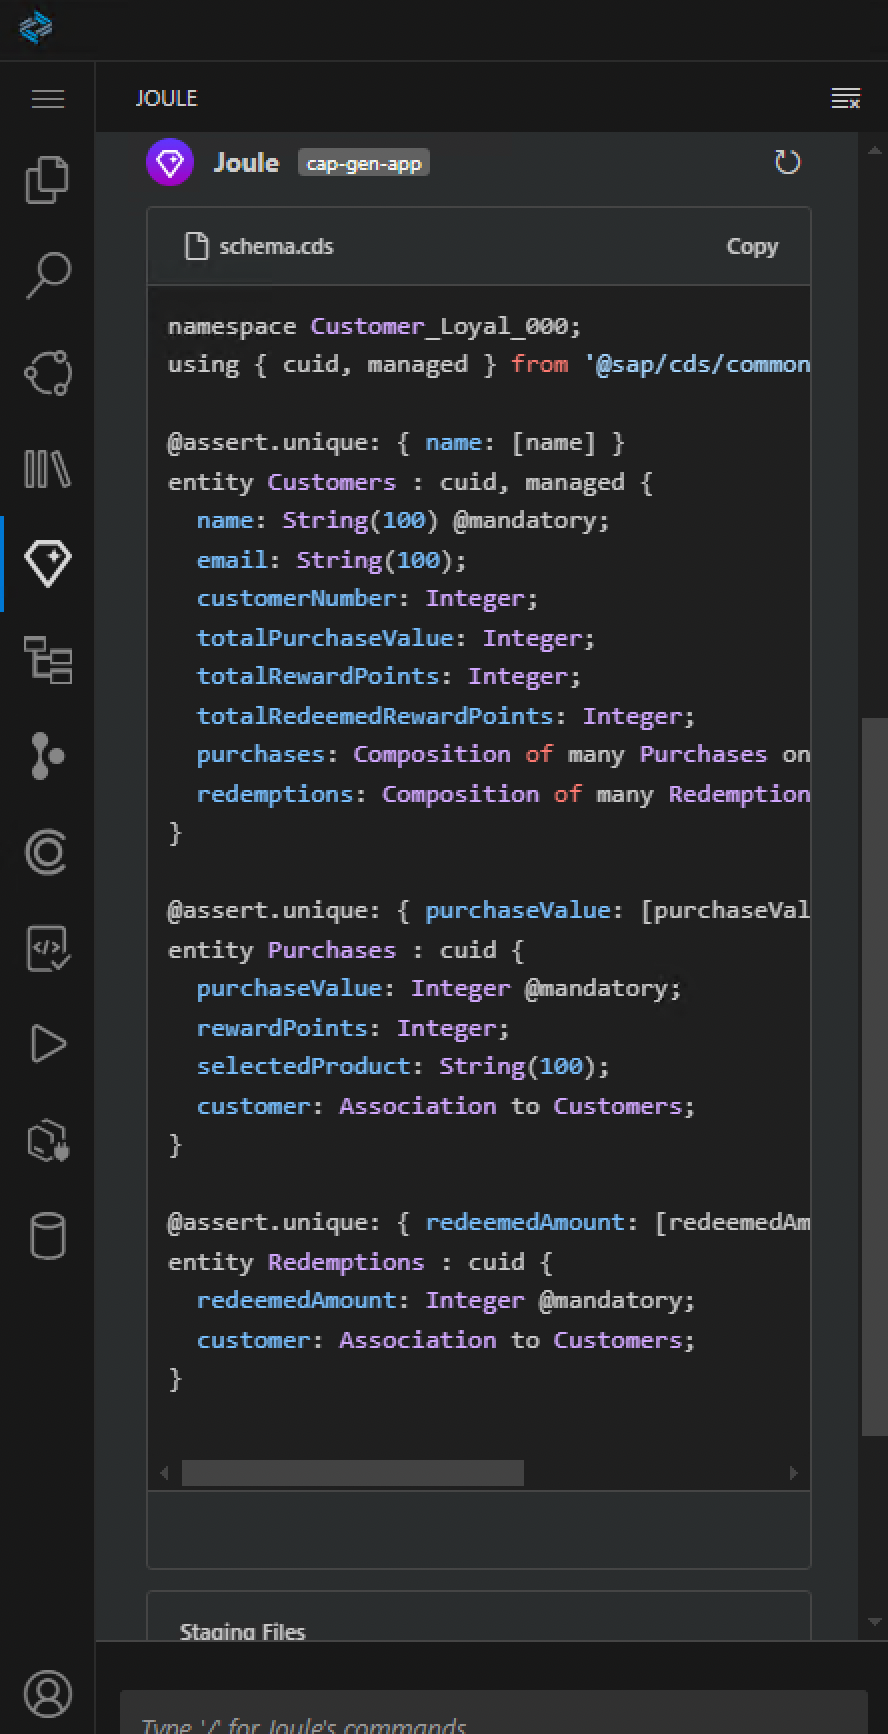 JOULE
Joule cap-gen-app
schema.cds Copy
namespace Customer_Loyal_000;
using { cuid, managed } from '@sap/cds/common

@assert.unique: { name: [name] }
entity Customers : cuid, managed {
  name: String(100) @mandatory;
  email: String(100);
  customerNumber: Integer;
  totalPurchaseValue: Integer;
  totalRewardPoints: Integer;
  totalRedeemedRewardPoints: Integer;
  purchases: Composition of many Purchases on
  redemptions: Composition of many Redemption
}

@assert.unique: { purchaseValue: [purchaseVal
entity Purchases : cuid {
  purchaseValue: Integer @mandatory;
  rewardPoints: Integer;
  selectedProduct: String(100);
  customer: Association to Customers;
}

@assert.unique: { redeemedAmount: [redeemedAm
entity Redemptions : cuid {
  redeemedAmount: Integer @mandatory;
  customer: Association to Customers;
}
Staging Files
Type '/' for Joule's commands